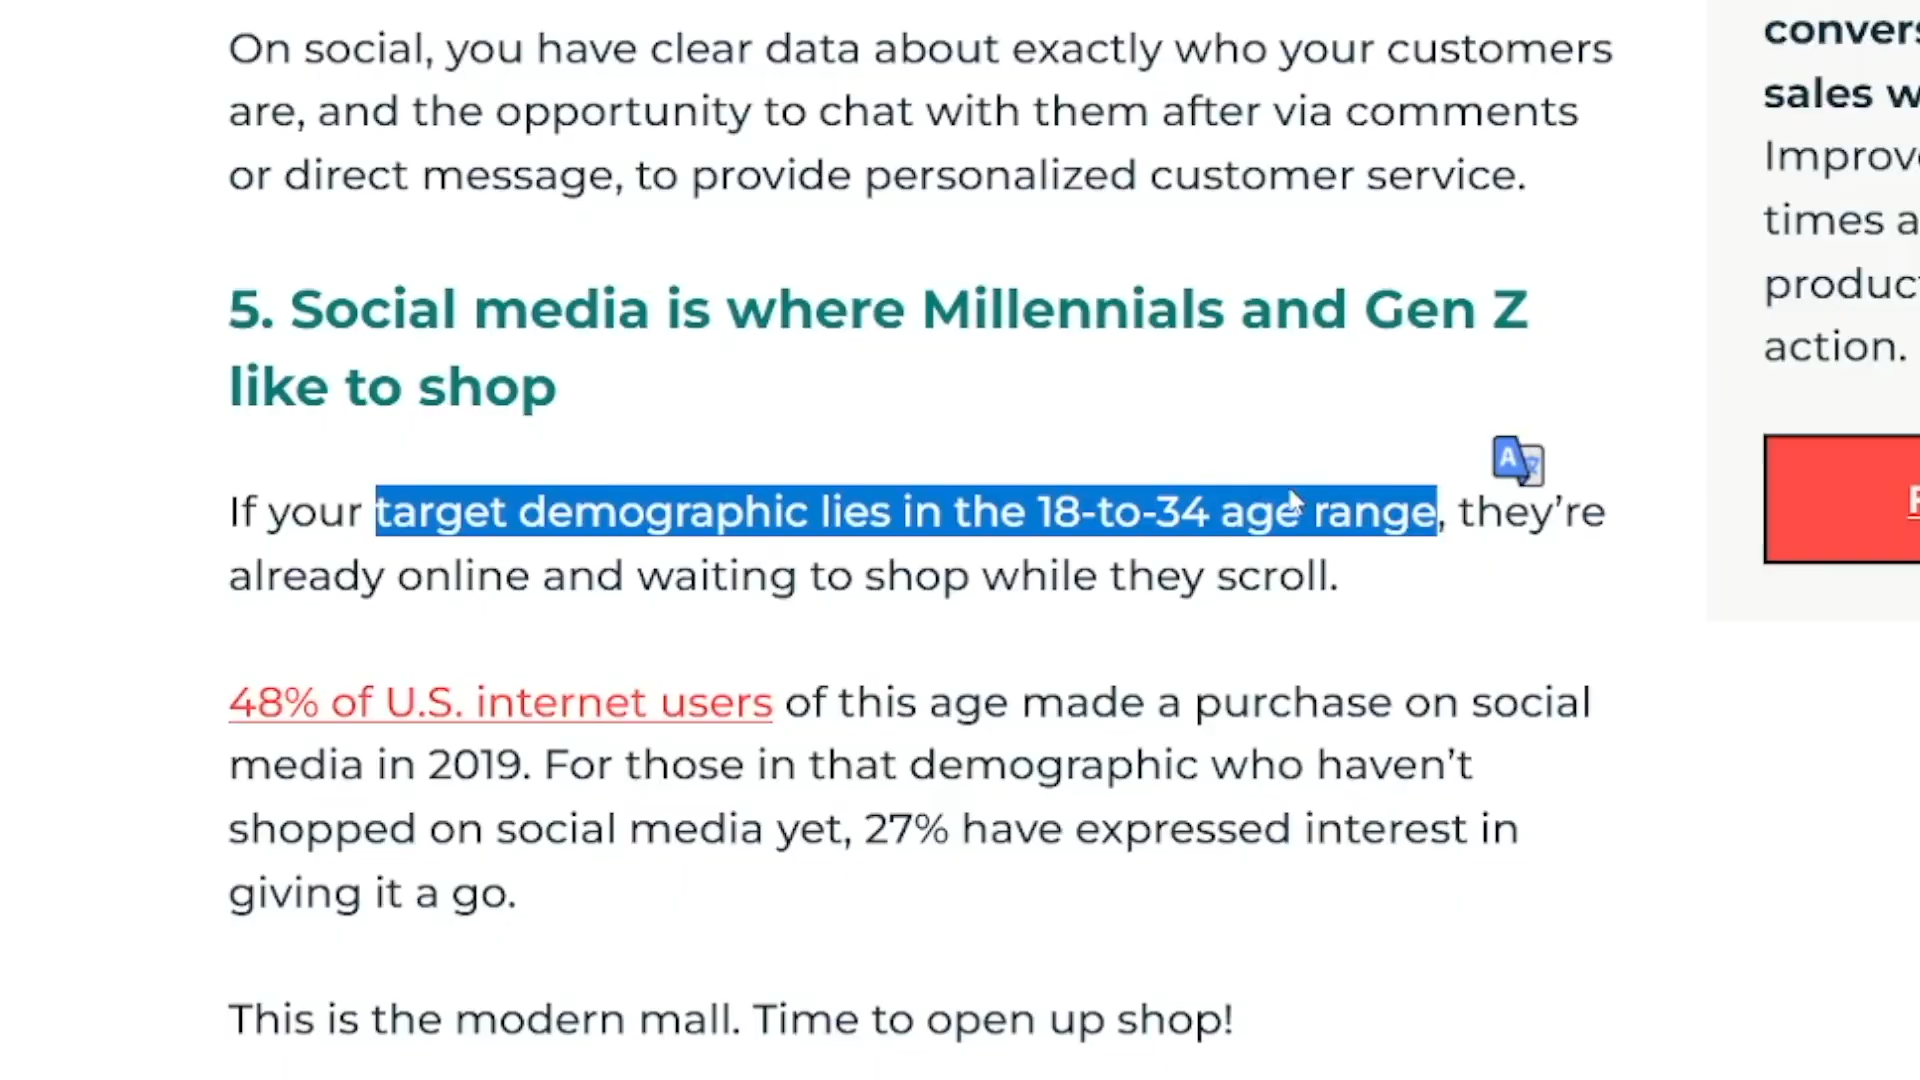 On social, you have clear data about exactly who your customers
are, and the opportunity to chat with them after via comments
or direct message, to provide personalized customer service.
5. Social media is where Millennials and Gen Z
like to shop
If your target demographic lies in the 18-to-34 age range, they’re
already online and waiting to shop while they scroll.
48% of U.S. internet users of this age made a purchase on social
media in 2019. For those in that demographic who haven’t
shopped on social media yet, 27% have expressed interest in
giving it a go.
This is the modern mall. Time to open up shop!
sales
Improve
times
action.